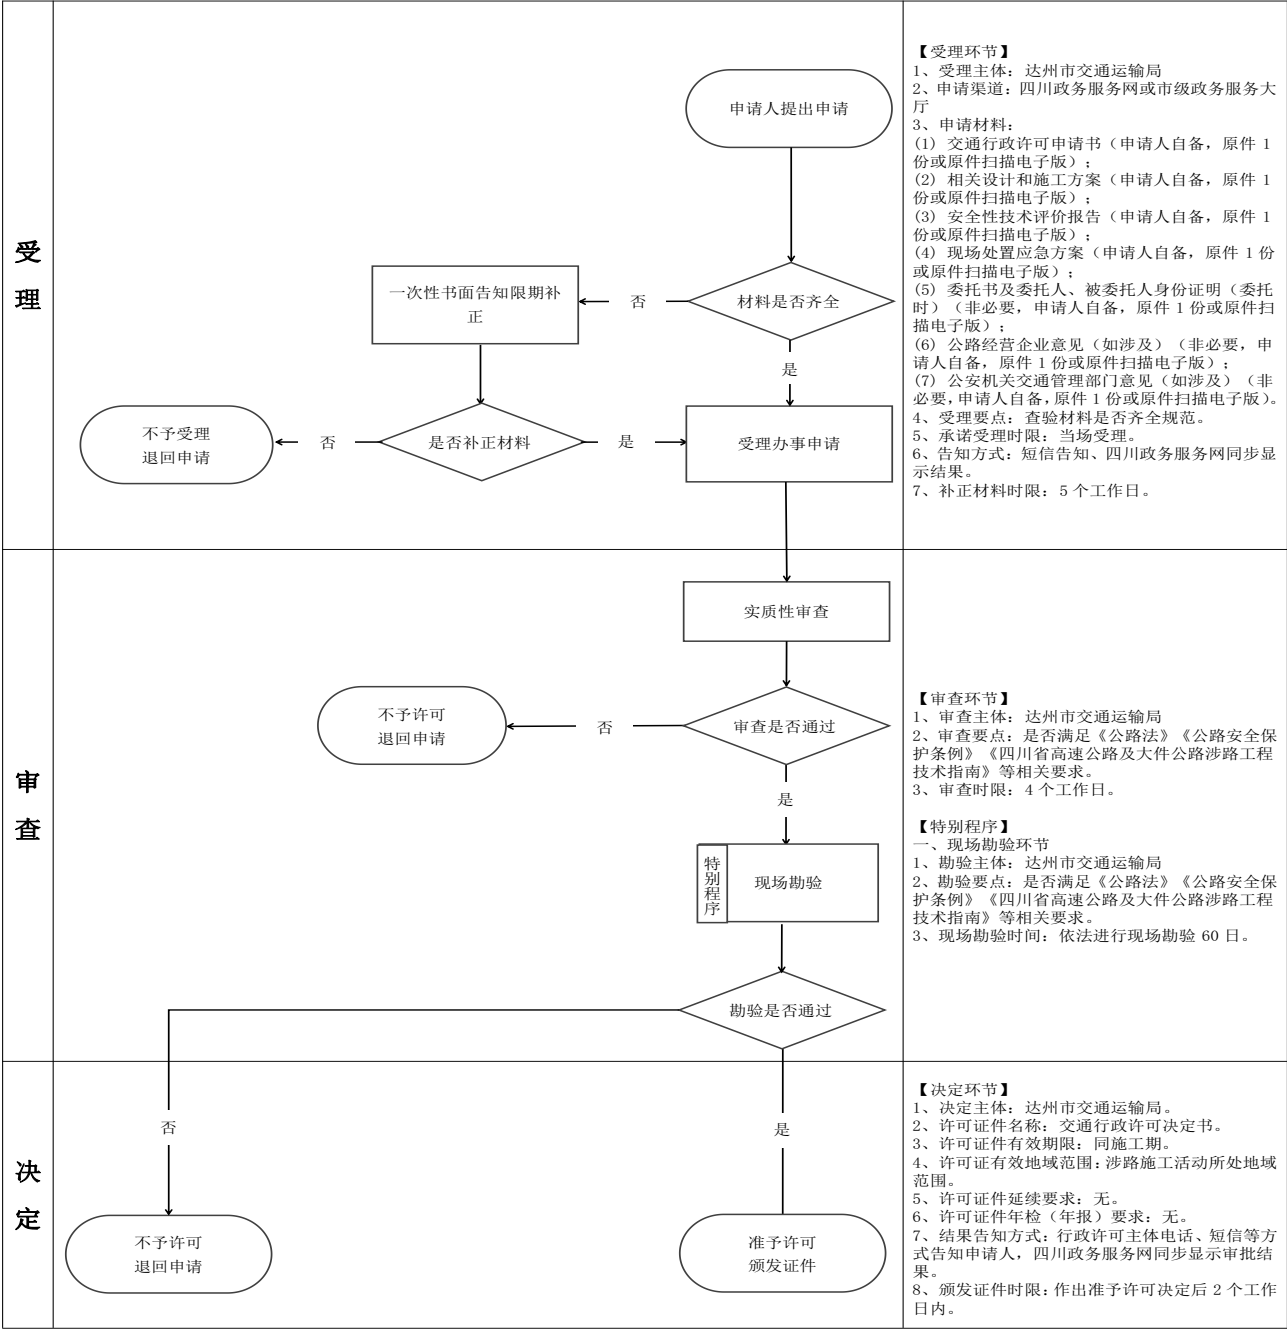 受
理
申请人提出申请
材料是否齐全
否
一次性书面告知限期补
正
是
是否补正材料
否
不予受理
退回申请
是
受理办事申请
【受理环节】
1、受理主体：达州市交通运输局
2、申请渠道：四川政务服务网或市级政务服务大
厅
3、申请材料：
(1) 交通行政许可申请书（申请人自备，原件 1
份或原件扫描电子版）；
(2) 相关设计和施工方案（申请人自备，原件 1
份或原件扫描电子版）；
(3) 安全性技术评价报告（申请人自备，原件 1
份或原件扫描电子版）；
(4) 现场处置应急方案（申请人自备，原件 1 份
或原件扫描电子版）；
(5) 委托书及委托人、被委托人身份证明（委托
时）（非必要，申请人自备，原件 1 份或原件扫
描电子版）；
(6) 公路经营企业意见（如涉及）（非必要，申
请人自备，原件 1 份或原件扫描电子版）；
(7) 公安机关交通管理部门意见（如涉及）（非
必要，申请人自备，原件 1 份或原件扫描电子版）。
4、受理要点：查验材料是否齐全规范。
5、承诺受理时限：当场受理。
6、告知方式：短信告知、四川政务服务网同步显
示结果。
7、补正材料时限：5 个工作日。
审
查
实质性审查
审查是否通过
否
不予许可
退回申请
是
特别程序
现场勘验
勘验是否通过
【审查环节】
1、审查主体：达州市交通运输局
2、审查要点：是否满足《公路法》《公路安全保
护条例》《四川省高速公路及大件公路涉路工程
技术指南》等相关要求。
3、审查时限：4 个工作日。
【特别程序】
一、现场勘验环节
1、勘验主体：达州市交通运输局
2、勘验要点：是否满足《公路法》《公路安全保
护条例》《四川省高速公路及大件公路涉路工程
技术指南》等相关要求。
3、现场勘验时间：依法进行现场勘验 60 日。
决
定
否
不予许可
退回申请
是
准予许可
颁发证件
【决定环节】
1、决定主体：达州市交通运输局。
2、许可证件名称：交通行政许可决定书。
3、许可证件有效期限：同施工期。
4、许可证有效地域范围：涉路施工活动所处地域
范围。
5、许可证件延续要求：无。
6、许可证件年检（年报）要求：无。
7、结果告知方式：行政许可主体电话、短信等方
式告知申请人，四川政务服务网同步显示审批结
果。
8、颁发证件时限：作出准予许可决定后 2 个工作
日内。